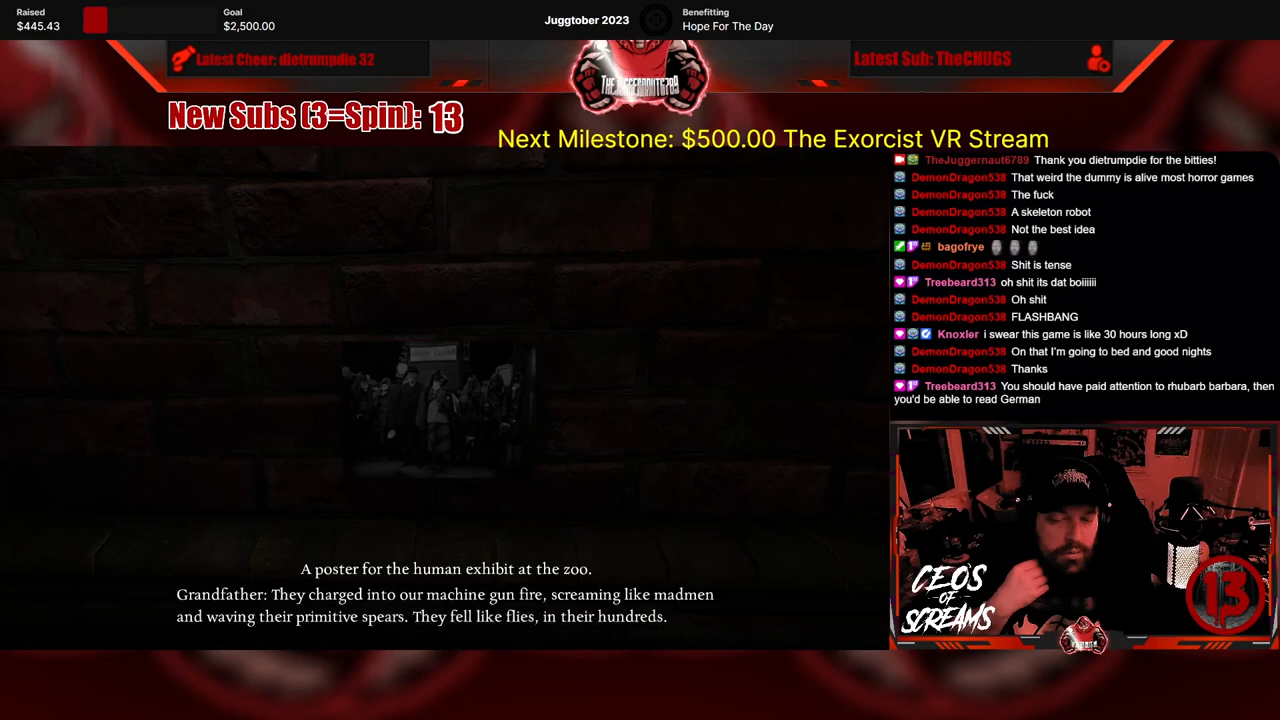 Raised
$445.43
Goal
$2,500.00
Juggtober 2023
Benefitting
Hope For The Day
Latest Cheer: dietrumpdie 32
THEJUGGERNAUT6789
Latest Sub: TheCHUGS
New Subs (3=Spin): 13
Next Milestone: $500.00 The Exorcist VR Stream
TheJuggernaut6789 Thank you dietrumpdie for the bitties!
DemonDragon538 That weird the dummy is alive most horror games
DemonDragon538 The fuck
DemonDragon538 A skeleton robot
DemonDragon538 Not the best idea
bagofrye
DemonDragon538 Shit is tense
Treebeard313 oh shit its dat boiiiiii
DemonDragon538 Oh shit
DemonDragon538 FLASHBANG
Knoxler i swear this game is like 30 hours long xD
DemonDragon538 On that I'm going to bed and good nights
DemonDragon538 Thanks
Treebeard313 You should have paid attention to rhubarb barbara, then
you'd be able to read German
A poster for the human exhibit at the zoo.
Grandfather: They charged into our machine gun fire, screaming like madmen
and waving their primitive spears. They fell like flies, in their hundreds.
CEOS
OF
SCREAMS
13